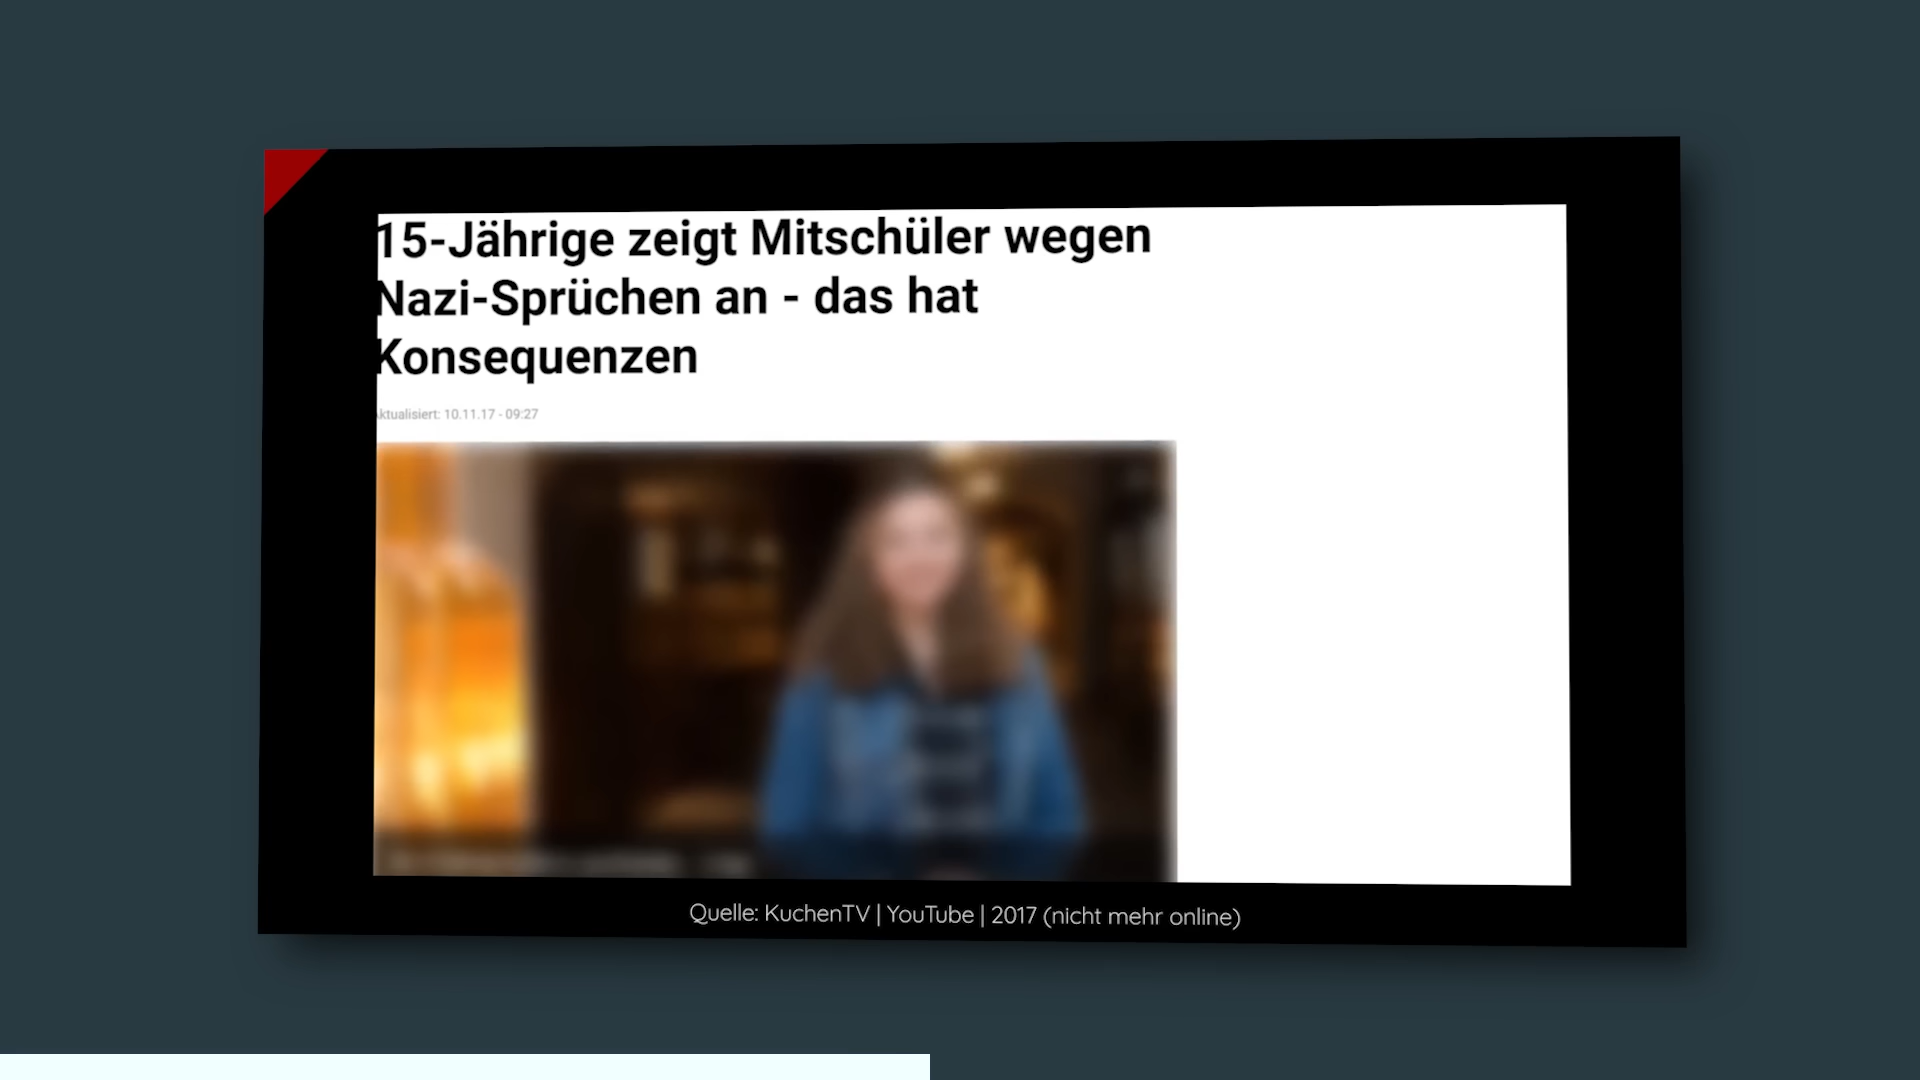 15-Jährige zeigt Mitschüler wegen
Nazi-Sprüchen an - das hat
Konsequenzen
Aktualisiert: 10.11.17 - 09:27
Quelle: KuchenTV | YouTube | 2017 (nicht mehr online)